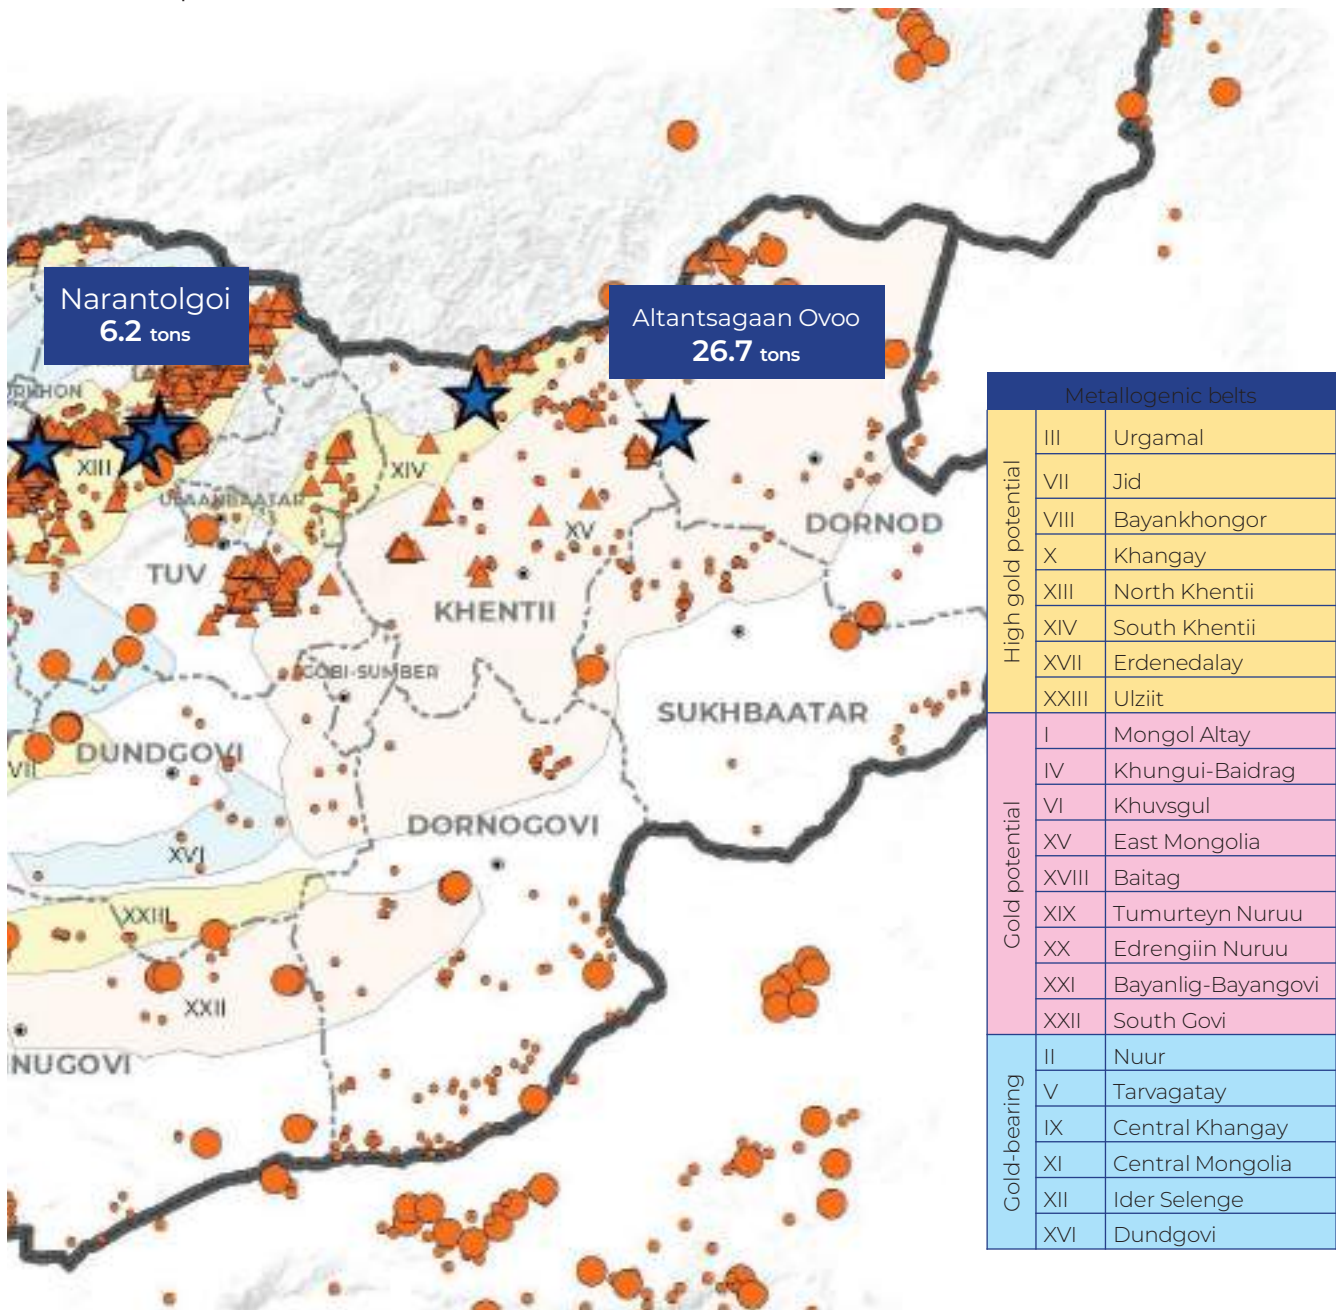 Narantolgoi
6.2 tons
Altantsagaan Ovoo
26.7 tons
XIII
XIV
XV
ULAANBAATAR
TUV
DORNOD
KHENTII
GOBI-SUMBER
SUKHBAATAR
DUNDGOVI
DORNOGOVI
XVI
XXIII
XXII
Metallogenic belts
High gold potential
III Urgamal
VII Jid
VIII Bayankhongor
X Khangay
XIII North Khentii
XIV South Khentii
XVII Erdenedalay
XXIII Ulziit
Gold potential
I Mongol Altay
IV Khungui-Baidrag
VI Khuvsgul
XV East Mongolia
XVIII Baitag
XIX Tumurteyn Nuruu
XX Edrengiin Nuruu
XXI Bayanlig-Bayangovi
XXII South Govi
Gold-bearing
II Nuur
V Tarvagatay
IX Central Khangay
XI Central Mongolia
XII Ider Selenge
XVI Dundgovi
NUGOVI